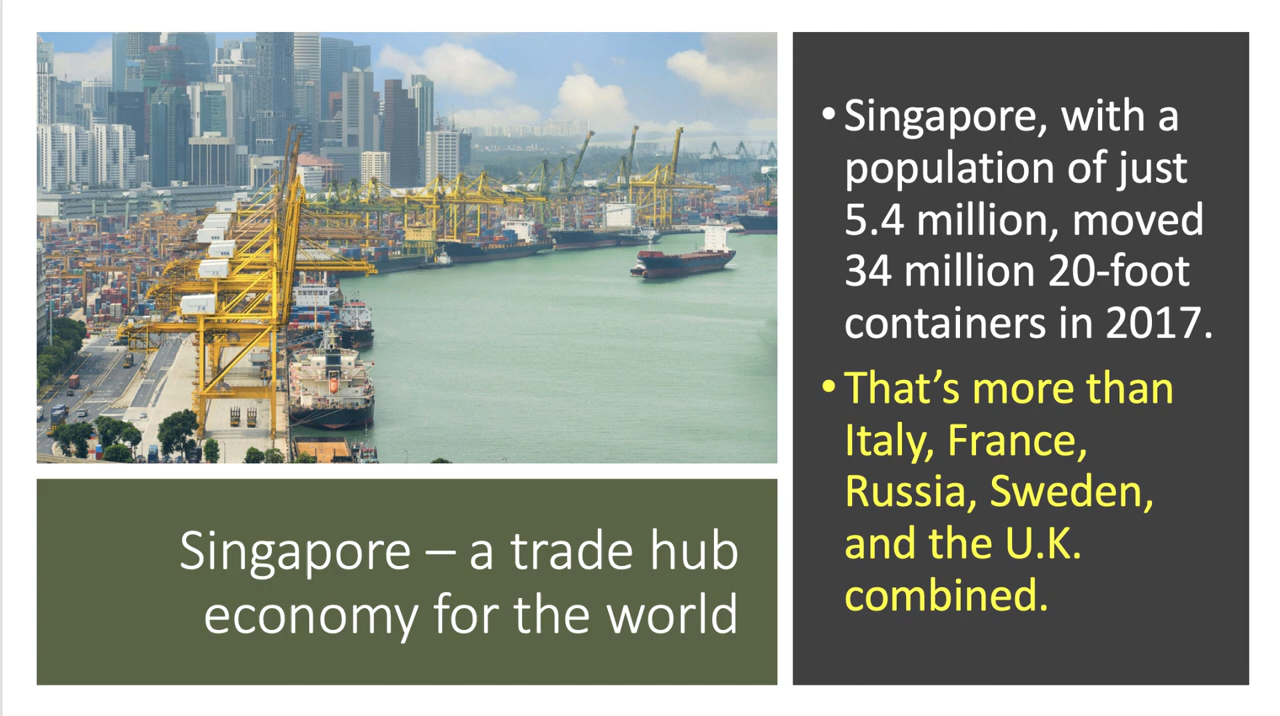 Singapore – a trade hub
economy for the world
• Singapore, with a
population of just
5.4 million, moved
34 million 20-foot
containers in 2017.
• That’s more than
Italy, France,
Russia, Sweden,
and the U.K.
combined.